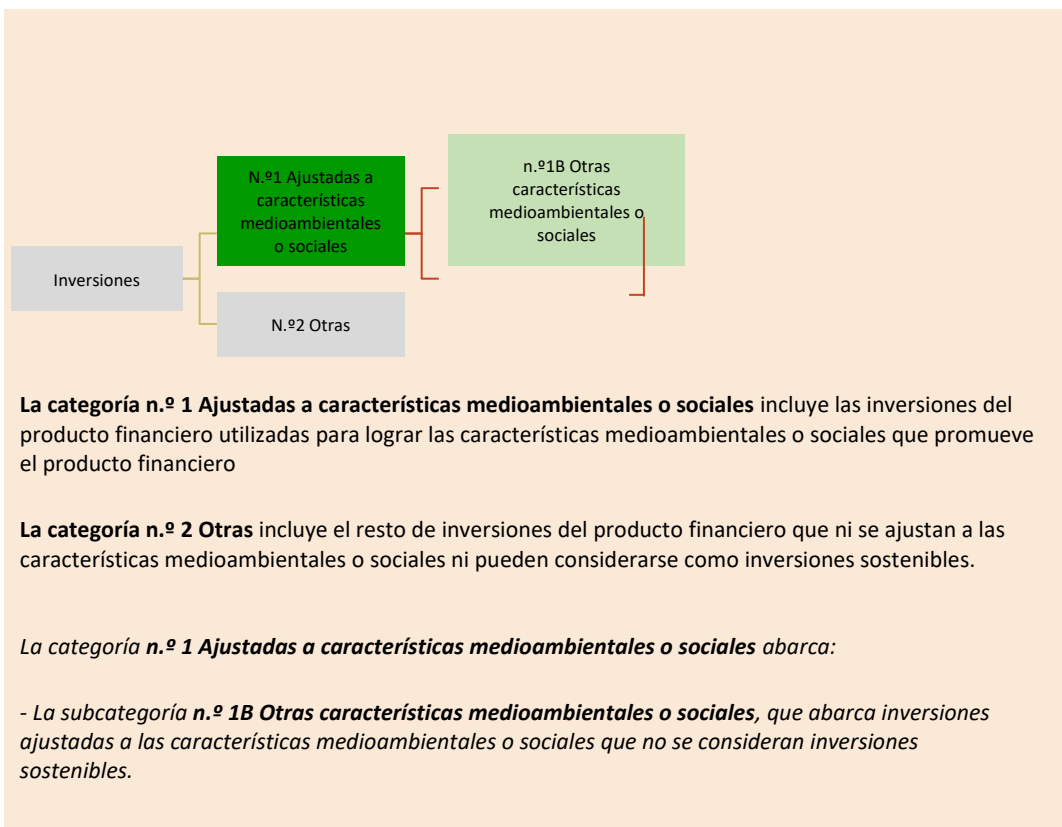 N.º1 Ajustadas a
características
medioambientales
o sociales
n.º1B Otras
características
medioambientales o
sociales
Inversiones
N.º2 Otras
La categoría n.º 1 Ajustadas a características medioambientales o sociales incluye las inversiones del
producto financiero utilizadas para lograr las características medioambientales o sociales que promueve
el producto financiero
La categoría n.º 2 Otras incluye el resto de inversiones del producto financiero que ni se ajustan a las
características medioambientales o sociales ni pueden considerarse como inversiones sostenibles.
La categoría n.º 1 Ajustadas a características medioambientales o sociales abarca:
- La subcategoría n.º 1B Otras características medioambientales o sociales, que abarca inversiones
ajustadas a las características medioambientales o sociales que no se consideran inversiones
sostenibles.